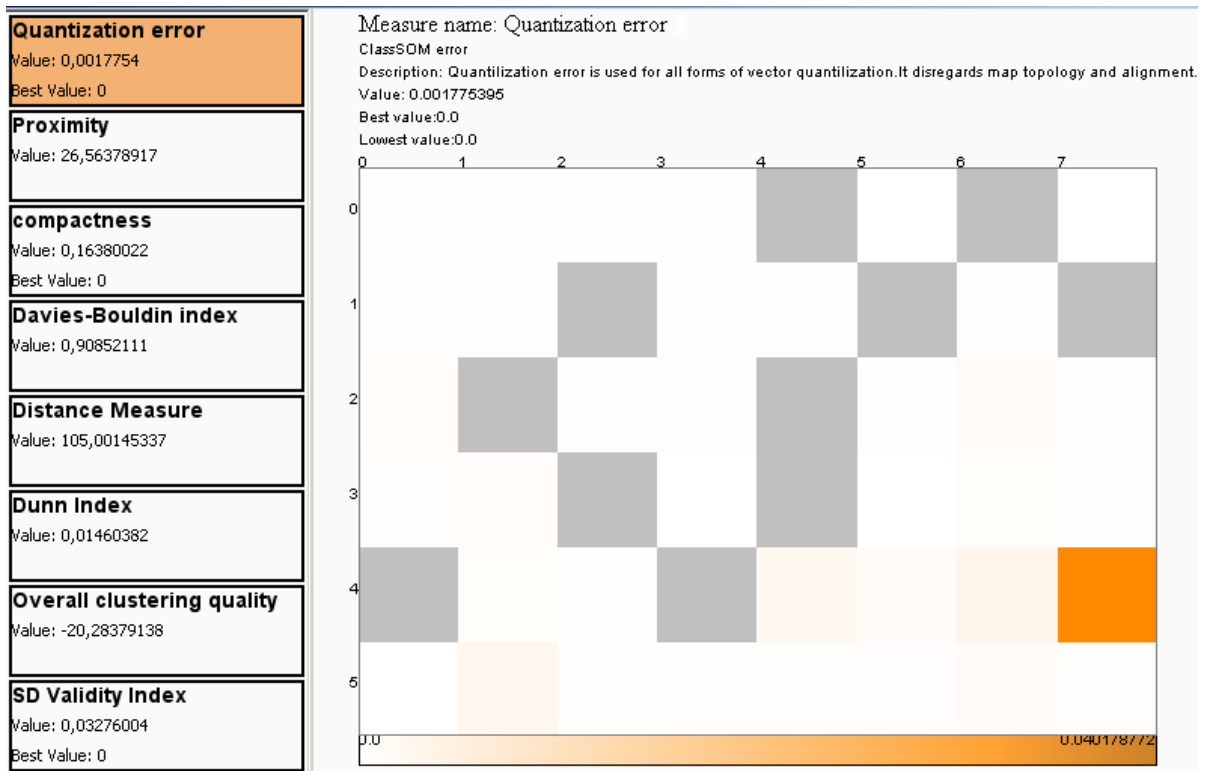 Quantization error
Value: 0,0017754
Best Value: 0
Proximity
Value: 26,56378917
compactness
Value: 0,16380022
Best Value: 0
Davies-Bouldin index
Value: 0,90852111
Distance Measure
Value: 105,00145337
Dunn Index
Value: 0,01460382
Overall clustering quality
Value: -20,28379138
SD Validity Index
Value: 0,03276004
Best Value: 0
Measure name: Quantization error
ClassSOM error
Description: Quantilization error is used for all forms of vector quantilization.It disregards map topology and alignment.
Value: 0.001775395
Best value:0.0
Lowest value:0.0
0 1 2 3 4 5 6 7
0
1
2
3
4
5
0.0 0.040178772